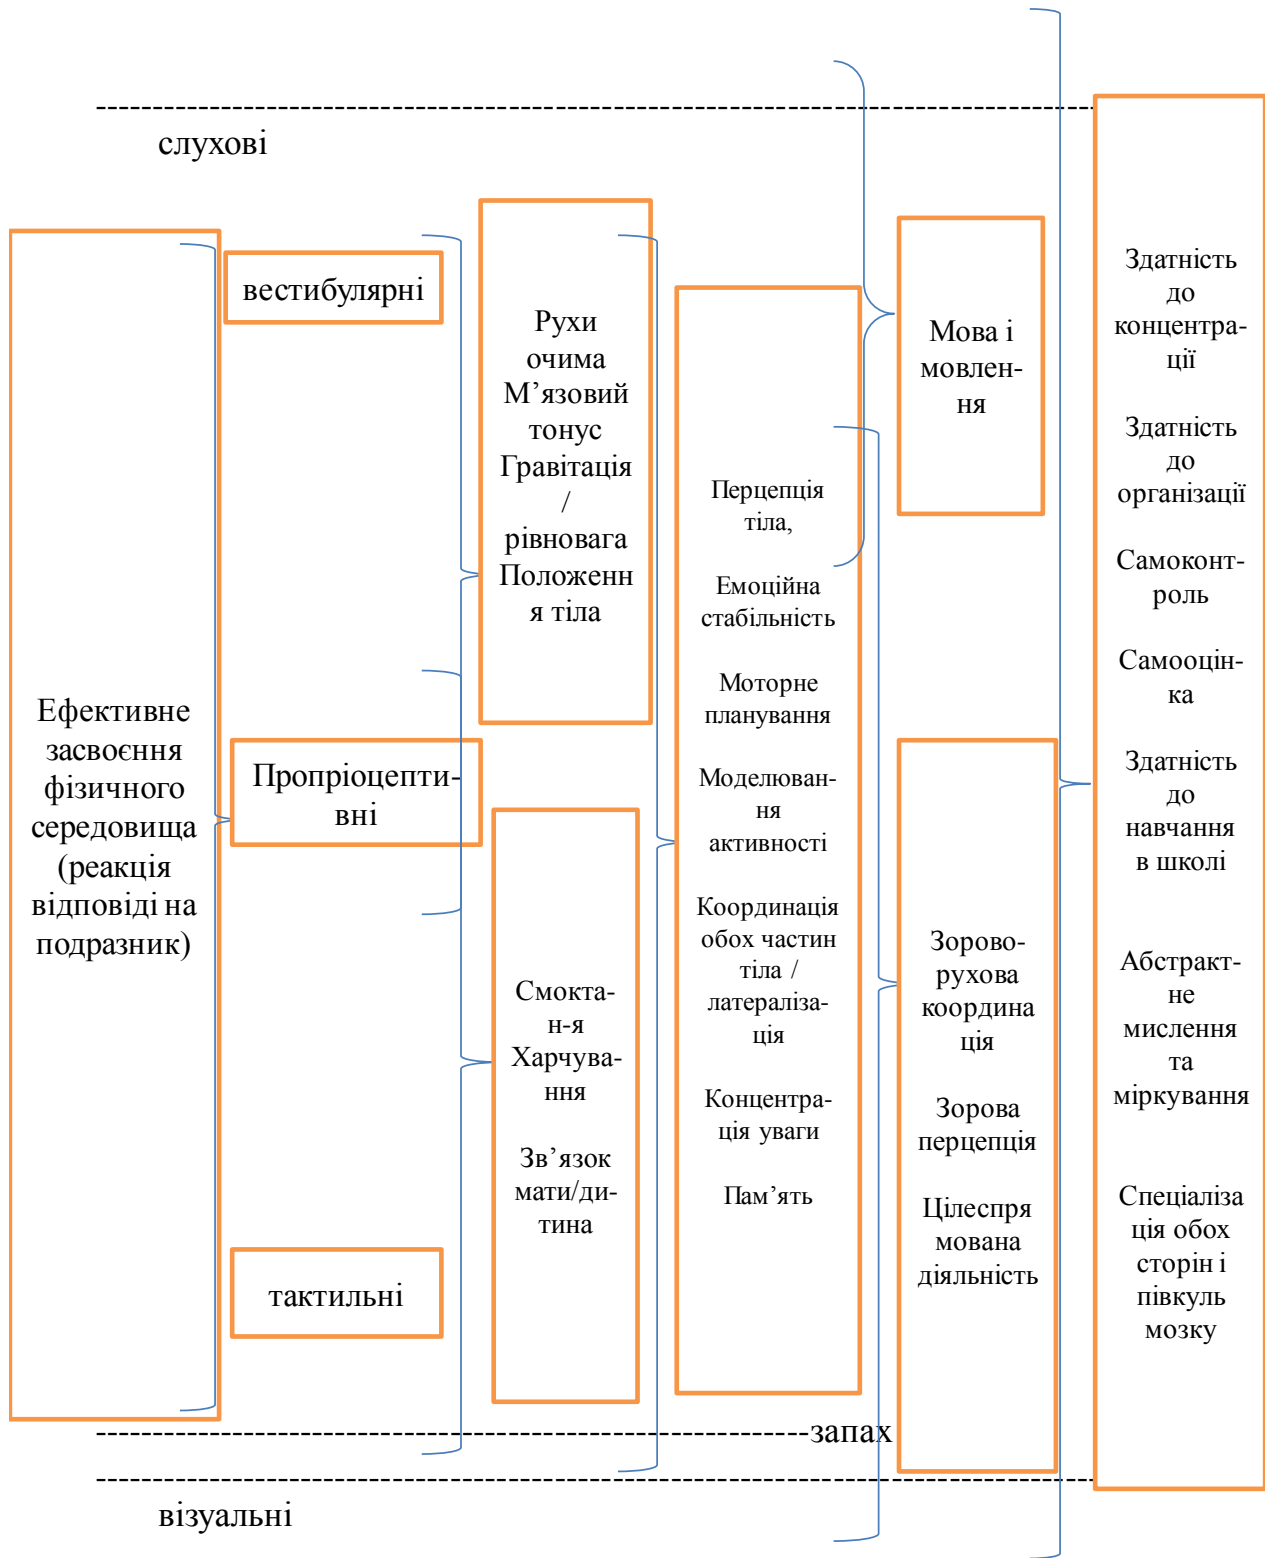 слухові
Ефективне
засвоєння
фізичного
середовища
(реакція
відповіді на
подразник)
вестибулярні
Пропріоцепти-
вні
тактильні
Рухи
очима
М’язовий
тонус
Гравітація
/
рівновага
Положенн
я тіла
Смокта-
н-я
Харчува-
ння
Зв’язок
мати/ди-
тина
Перцепція
тіла,
Емоційна
стабільність
Моторне
планування
Моделюван-
ня
активності
Координація
обох частин
тіла /
латераліза-
ція
Концентра-
ція уваги
Пам’ять
Мова і
мовлен-
ня
Зорово-
рухова
координа
ція
Зорова
перцепція
Цілеспря
мована
діяльність
Здатність
до
концентра-
ції
Здатність
до
організації
Самоконт-
роль
Самооцін-
ка
Здатність
до
навчання
в школі
Абстракт-
не
мислення
та
міркування
Спеціаліза
ція обох
сторін і
півкуль
мозку
запах
візуальні